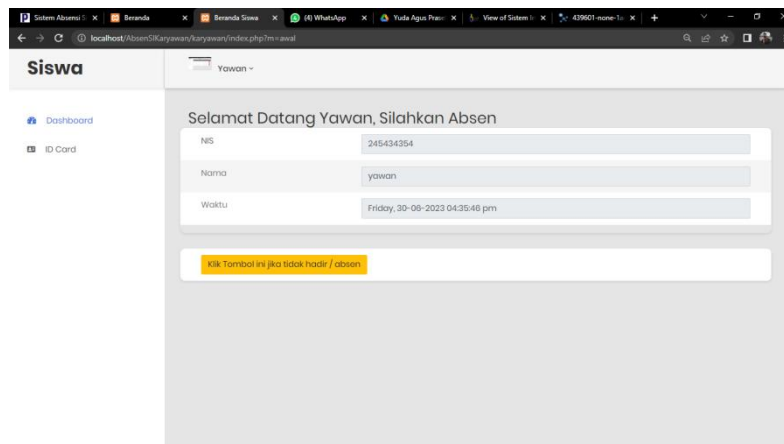 Sistem Absensi S
Beranda
Beranda Siswa
(4) WhatsApp
Yuda Agus Prase
View of Sistem
439601-none-1
localhost/AbsenSIKaryawan/karyawan/index.php?m=awal
Siswa
Yawan
Dashboard
ID Card
Selamat Datang Yawan, Silahkan Absen
NIS
245434354
Nama
yawan
Waktu
Friday, 30-06-2023 04:35:46 pm
Klik Tombol ini jika tidak hadir / absen